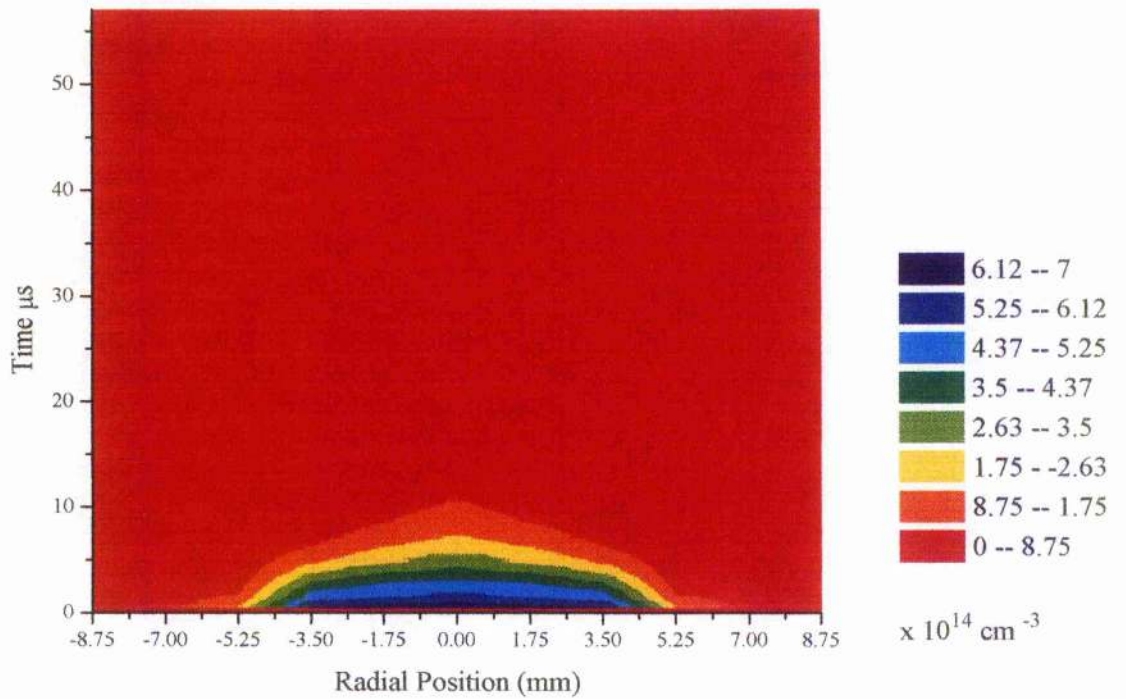 50
40
30
20
10
0
Time μs
-8.75 -7.00 -5.25 -3.50 -1.75 0.00 1.75 3.50 5.25 7.00 8.75
Radial Position (mm)
6.12 -- 7
5.25 -- 6.12
4.37 -- 5.25
3.5 -- 4.37
2.63 -- 3.5
1.75 - -2.63
8.75 -- 1.75
0 -- 8.75
x 10^14 cm^-3